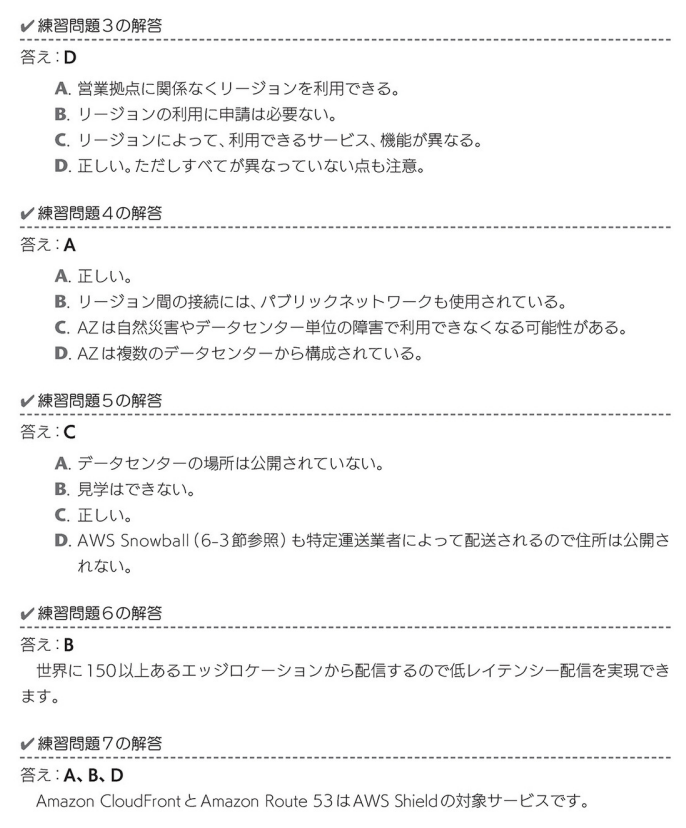 ✔練習問題3の解答
答え：D
A. 営業拠点に関係なくリージョンを利用できる。
B. リージョンの利用に申請は必要ない。
C. リージョンによって、利用できるサービス、機能が異なる。
D. 正しい。ただしすべてが異なっていない点も注意。
✔練習問題4の解答
答え：A
A. 正しい。
B. リージョン間の接続には、パブリックネットワークも使用されている。
C. AZは自然災害やデータセンター単位の障害で利用できなくなる可能性がある。
D. AZは複数のデータセンターから構成されている。
✔練習問題5の解答
答え：C
A. データセンターの場所は公開されていない。
B. 見学はできない。
C. 正しい。
D. AWS Snowball（6-3節参照）も特定運送業者によって配送されるので住所は公開さ
れない。
✔練習問題6の解答
答え：B
世界に150以上あるエッジロケーションから配信するので低レイテンシー配信を実現でき
ます。
✔練習問題7の解答
答え：A、B、D
Amazon CloudFrontとAmazon Route 53はAWS Shieldの対象サービスです。